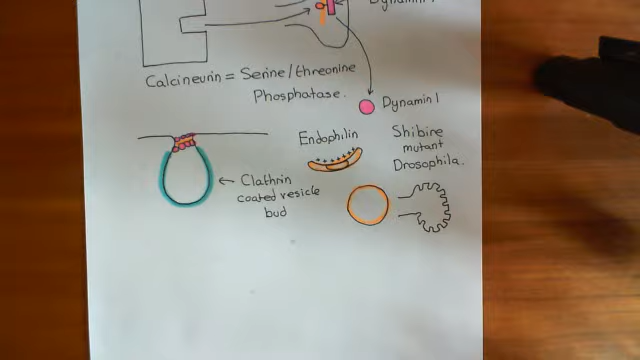 Calcineurin = Serine/threonine
Phosphatase.
Dynamin 1
Endophilin
+ + + + + +
Shibire
mutant
Drosophila.
← Clathrin
coated vesicle
bud